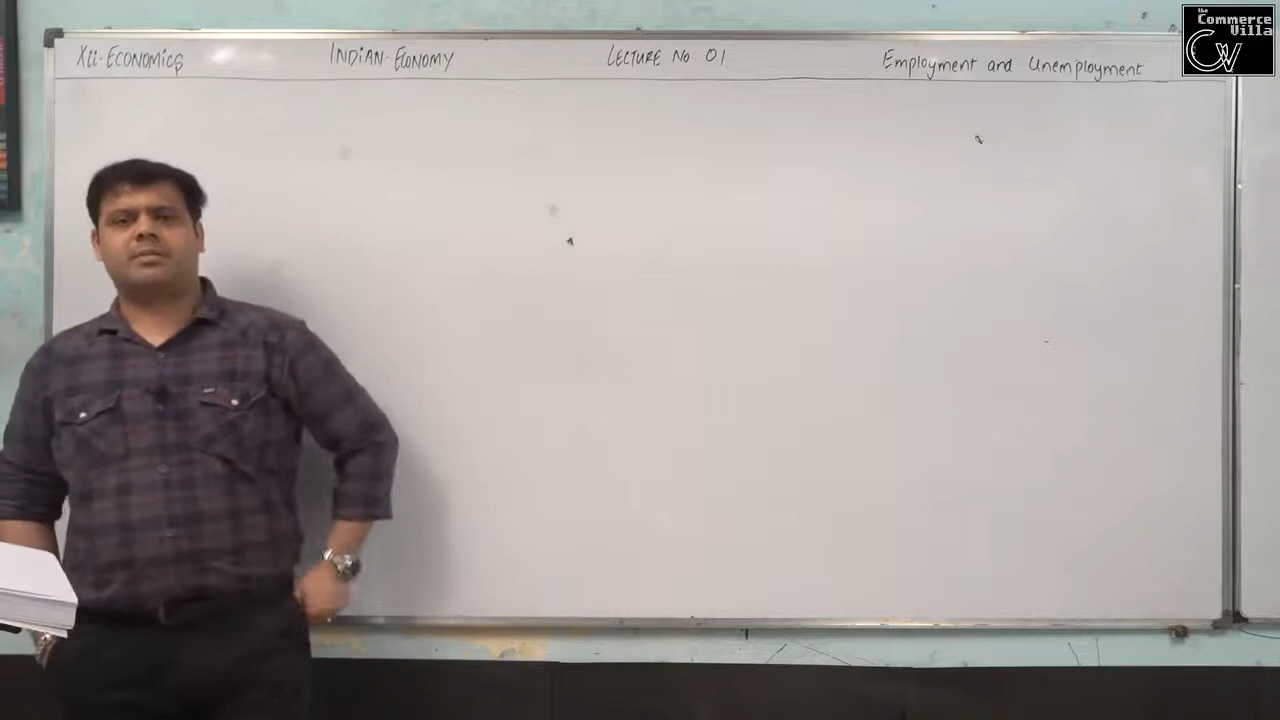 Xii-Economics INDIAN-ECONOMY LECTURE No. 01 Employment and Unemployment
the
Commerce
Villa
CV